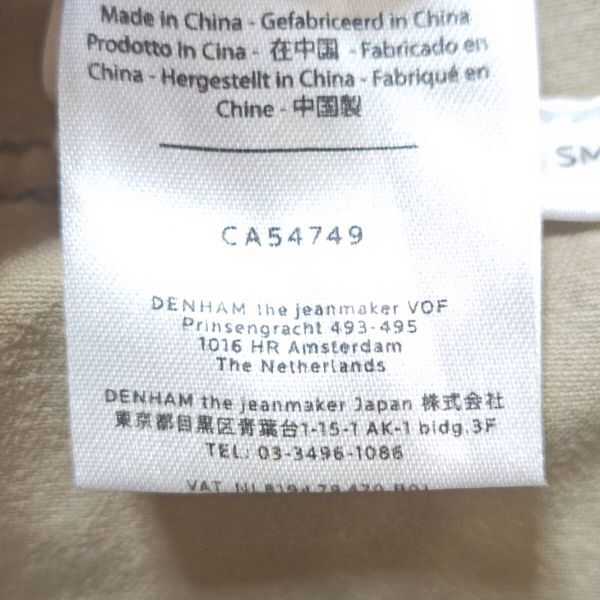 Made in China - Gefabriceerd in China
Prodotto in Cina - 在中国 - Fabricado en
China - Hergestellt in China - Fabriqué en
Chine - 中国製
SM
CA54749
DENHAM the jeanmaker VOF
Prinsengracht 493-495
1016 HR Amsterdam
The Netherlands
DENHAM the jeanmaker Japan 株式会社
東京都目黒区青葉台1-15-1 AK-1 bldg.3F
TEL: 03-3496-1086
VAT